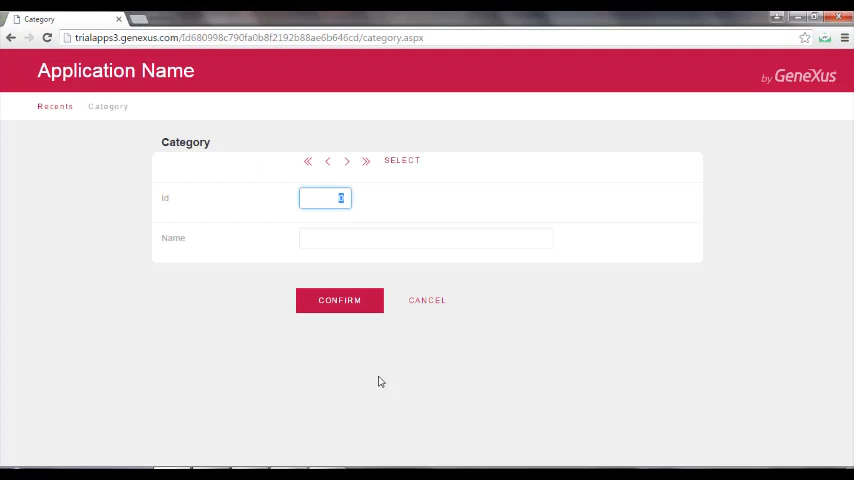 Category
trialapps3.genexus.com/Id680998c790fa0b8f2192b88ae6b646cd/category.aspx
Application Name
by GeneXus
Recents Category
Category
SELECT
Id 0
Name
CONFIRM CANCEL